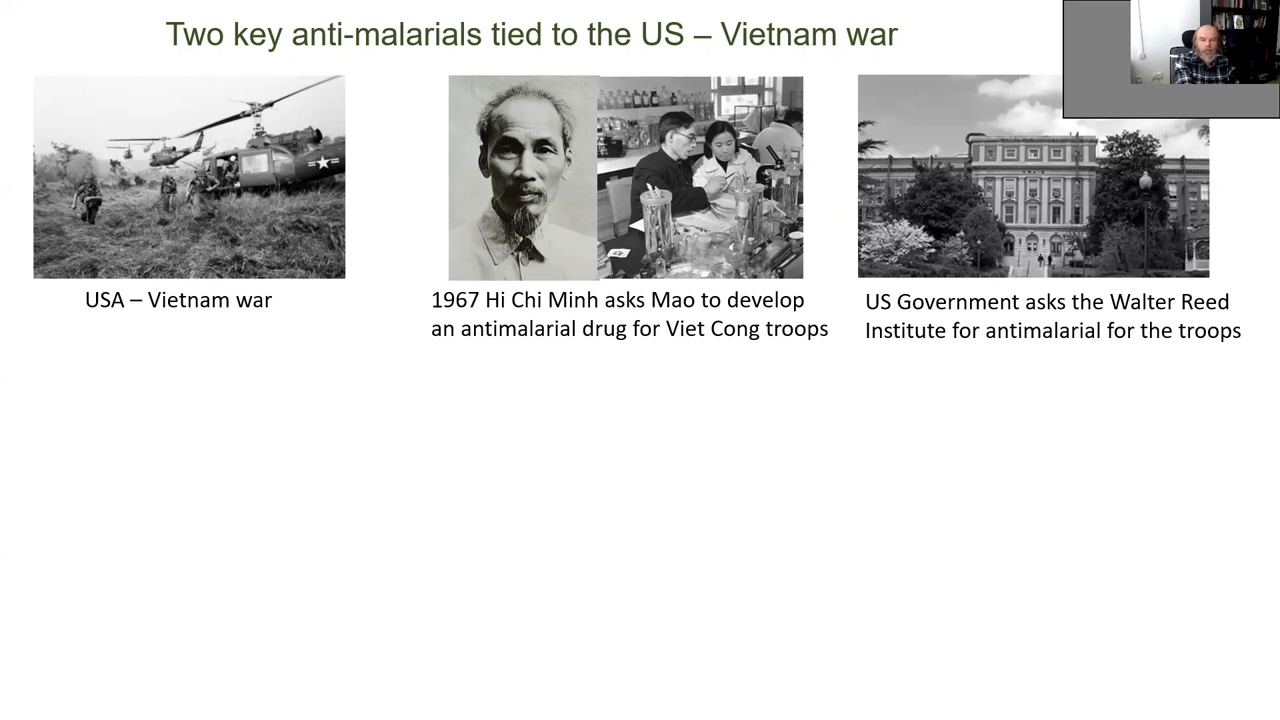 Two key anti-malarials tied to the US – Vietnam war
USA – Vietnam war
1967 Hi Chi Minh asks Mao to develop
an antimalarial drug for Viet Cong troops
US Government asks the Walter Reed
Institute for antimalarial for the troops